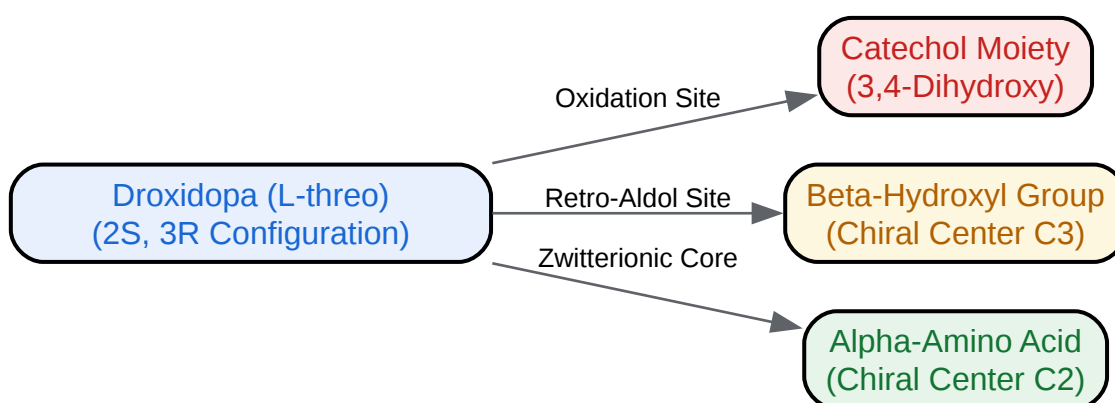 Droxidopa (L-threo)
(2S, 3R Configuration)
Oxidation Site
Catechol Moiety
(3,4-Dihydroxy)
Retro-Aldol Site
Beta-Hydroxyl Group
(Chiral Center C3)
Zwitterionic Core
Alpha-Amino Acid
(Chiral Center C2)